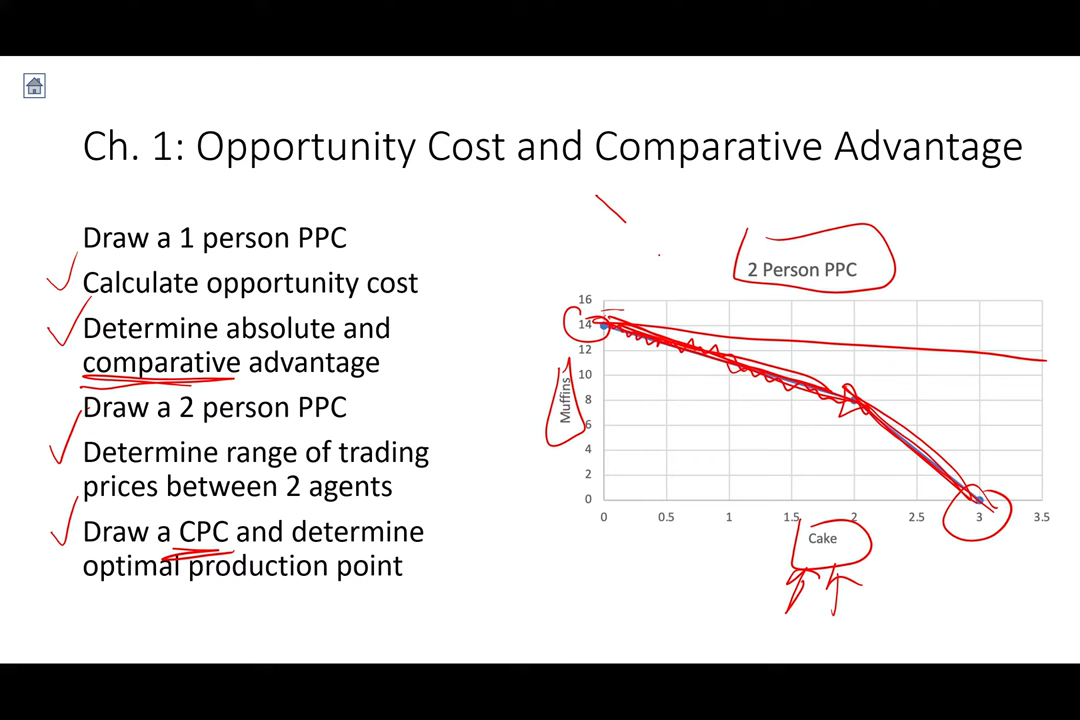 Ch. 1: Opportunity Cost and Comparative Advantage
Draw a 1 person PPC
Calculate opportunity cost
Determine absolute and
comparative advantage
Draw a 2 person PPC
Determine range of trading
prices between 2 agents
Draw a CPC and determine
optimal production point
2 Person PPC
16
14
12
10
8
6
4
2
0
Muffins
0 0.5 1 1.5 2 2.5 3 3.5
Cake